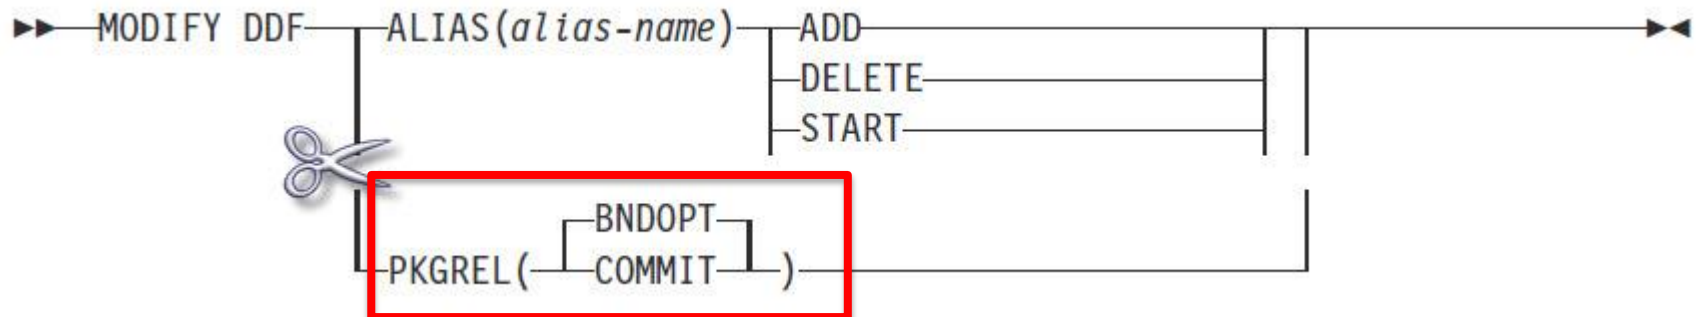 MODIFY DDF ALIAS(alias-name) ADD
DELETE
START
BNDOPT
PKGREL( COMMIT )